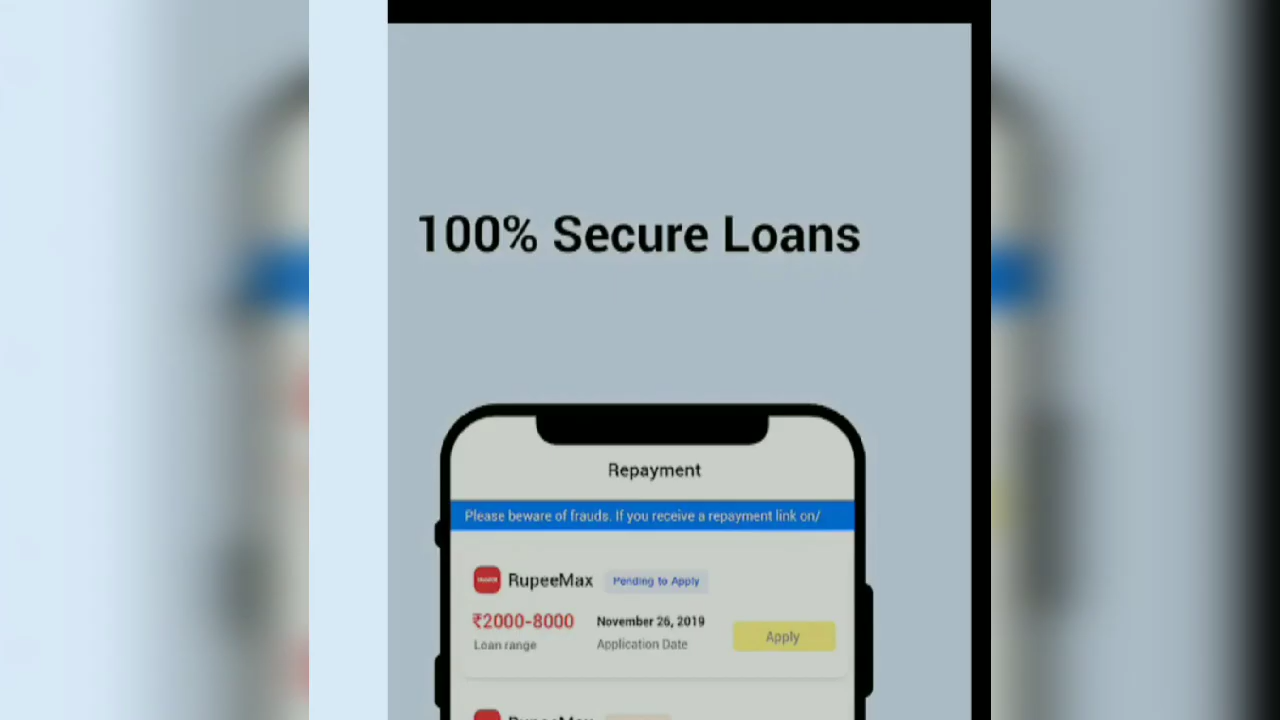 100% Secure Loans
Repayment
Please beware of frauds. If you receive a repayment link on/
RupeeMax Pending to Apply
₹2000-8000 November 26, 2019 Apply
Loan range Application Date
RupeeMax